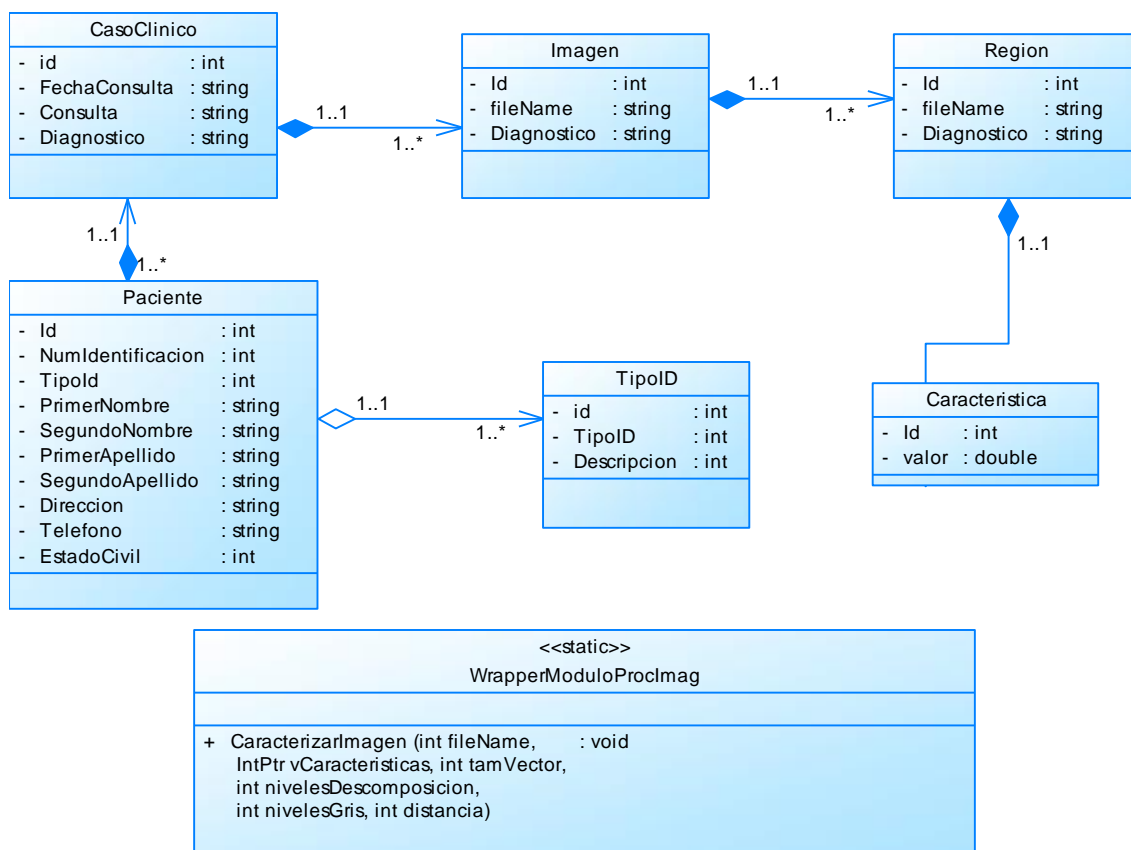 CasoClinico
- id : int
- FechaConsulta : string
- Consulta : string
- Diagnostico : string
1..1
1..*
Imagen
- Id : int
- fileName : string
- Diagnostico : string
1..1
1..*
Region
- Id : int
- fileName : string
- Diagnostico : string
1..1
1..1
1..*
Paciente
- Id : int
- NumIdentificacion : int
- TipoId : int
- PrimerNombre : string
- SegundoNombre : string
- PrimerApellido : string
- SegundoApellido : string
- Direccion : string
- Telefono : string
- EstadoCivil : int
1..1
1..*
TipoID
- id : int
- TipoID : int
- Descripcion : int
Caracteristica
- Id : int
- valor : double
<<static>>
WrapperModuloProcImag
+ CaracterizarImagen (int fileName, : void
IntPtr vCaracteristicas, int tamVector,
int nivelesDescomposicion,
int nivelesGris, int distancia)